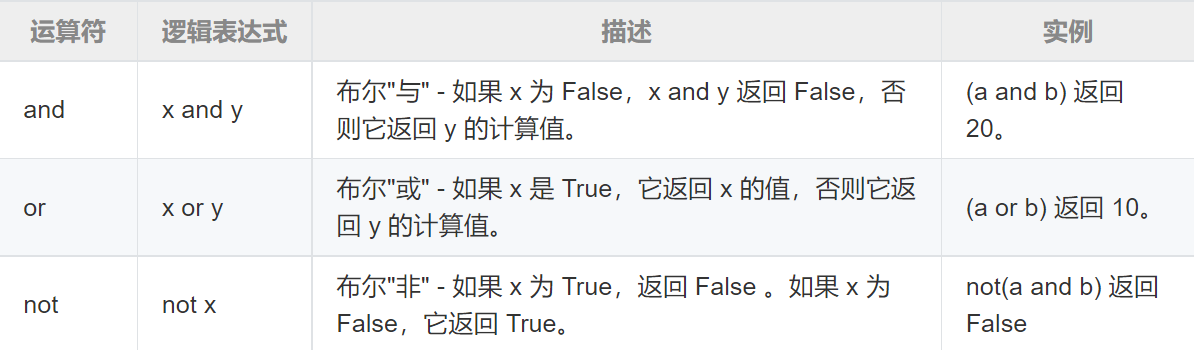 运算符 逻辑表达式 描述 实例
and x and y 布尔"与" - 如果 x 为 False，x and y 返回 False，否
则它返回 y 的计算值。 (a and b) 返回
20。
or x or y 布尔"或" - 如果 x 是 True，它返回 x 的值，否则它返
回 y 的计算值。 (a or b) 返回 10。
not not x 布尔"非" - 如果 x 为 True，返回 False 。如果 x 为
False，它返回 True。 not(a and b) 返回
False